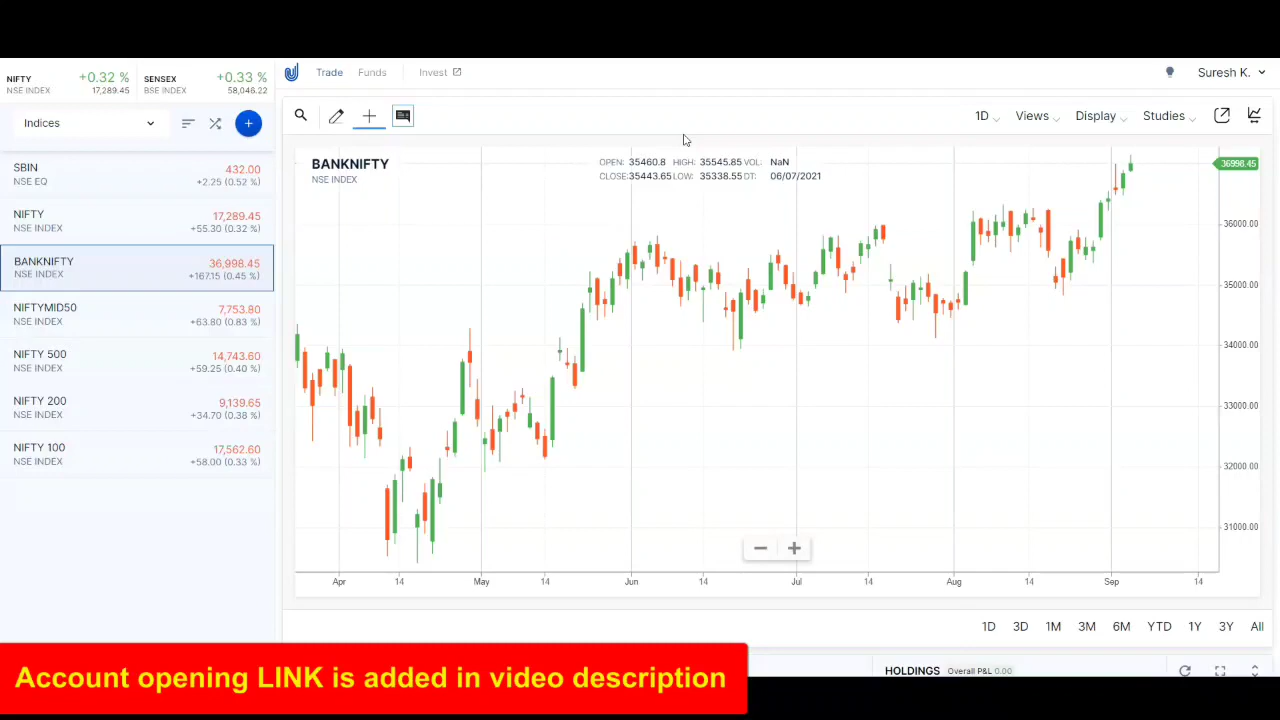 NIFTY +0.32 % SENSEX +0.33 %
NSE INDEX 17,289.45 BSE INDEX 58,046.22
Trade Funds Invest Suresh K.
Indices
1D Views Display Studies
SBIN 432.00
NSE EQ +2.25 (0.52 %)
NIFTY 17,289.45
NSE INDEX +55.30 (0.32 %)
BANKNIFTY 36,998.45
NSE INDEX +167.15 (0.45 %)
NIFTYMID50 7,753.80
NSE INDEX +63.80 (0.83 %)
NIFTY 500 14,743.60
NSE INDEX +59.25 (0.40 %)
NIFTY 200 9,139.65
NSE INDEX +34.70 (0.38 %)
NIFTY 100 17,562.60
NSE INDEX +58.00 (0.33 %)
BANKNIFTY
NSE INDEX
OPEN: 35460.8 HIGH: 35545.85 VOL: NaN
CLOSE:35443.65 LOW: 35338.55 DT: 06/07/2021
36998.45
36000.00
35000.00
34000.00
33000.00
32000.00
31000.00
Apr 14 May 14 Jun 14 Jul 14 Aug 14 Sep 14
1D 3D 1M 3M 6M YTD 1Y 3Y All
HOLDINGS Overall P&L 0.00
Account opening LINK is added in video description